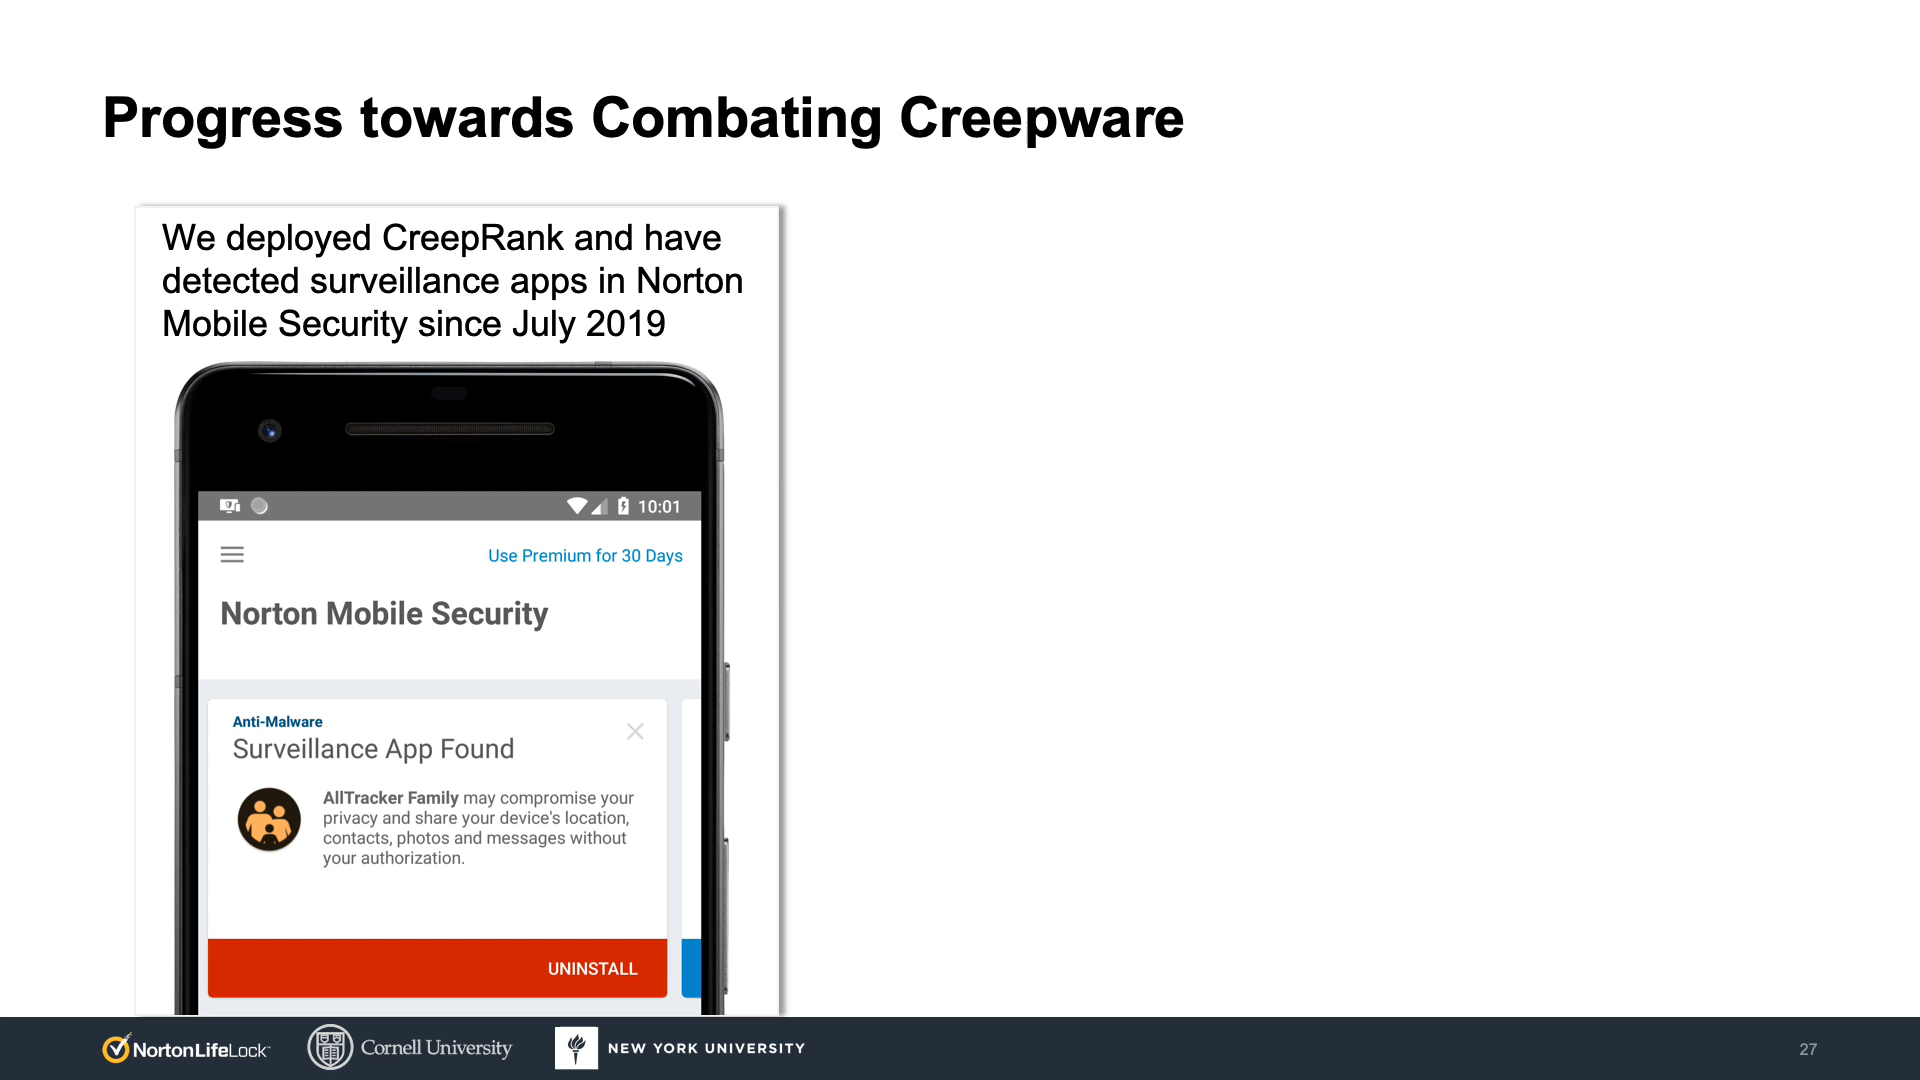 Progress towards Combating Creepware
We deployed CreepRank and have
detected surveillance apps in Norton
Mobile Security since July 2019
10:01
Use Premium for 30 Days
Norton Mobile Security
Anti-Malware
Surveillance App Found
AllTracker Family may compromise your
privacy and share your device's location,
contacts, photos and messages without
your authorization.
UNINSTALL
NortonLifeLock
Cornell University
NEW YORK UNIVERSITY
27